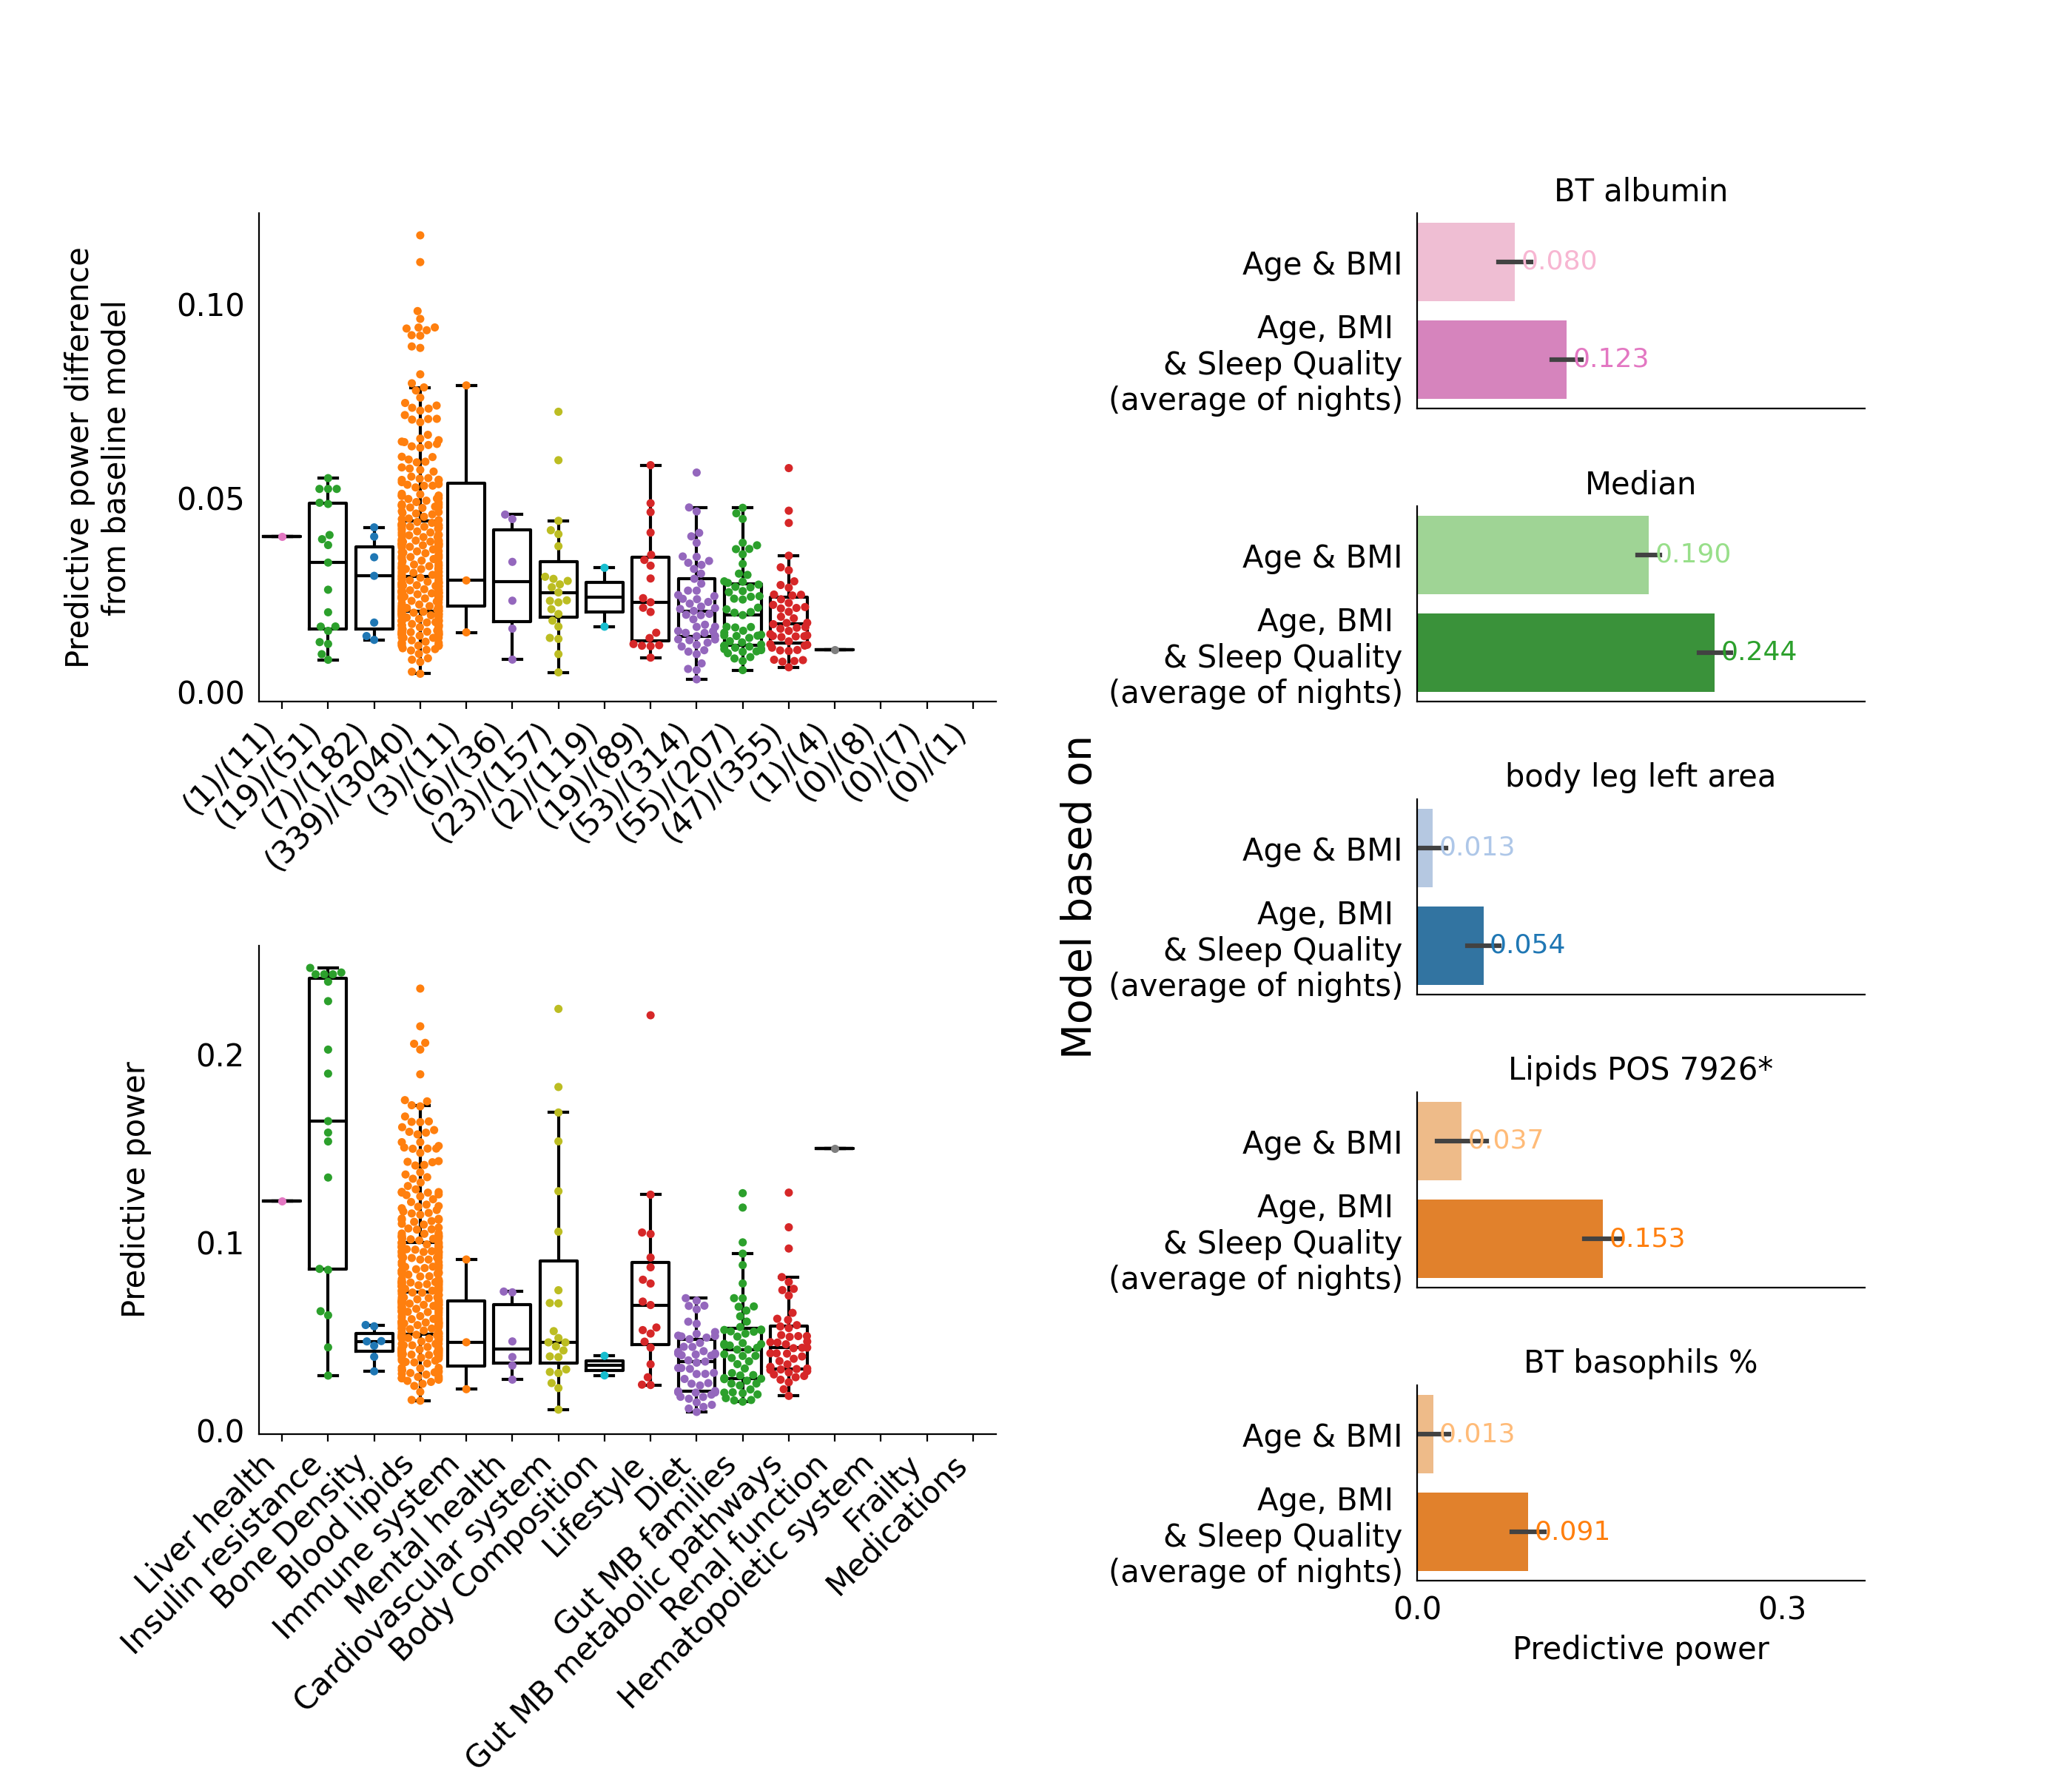 Predictive power difference
from baseline model
0.10
0.05
0.00
(1)/(11)
(19)/(51)
(7)/(182)
(339)/(3040)
(3)/(11)
(6)/(36)
(23)/(157)
(2)/(119)
(19)/(89)
(53)/(314)
(55)/(207)
(47)/(355)
(1)/(4)
(0)/(8)
(0)/(7)
(0)/(1)
Predictive power
0.2
0.1
0.0
Liver health
Insulin resistance
Bone Density
Blood lipids
Immune system
Mental health
Cardiovascular system
Body Composition
Lifestyle
Diet
Gut MB families
Gut MB metabolic pathways
Renal function
Hematopoietic system
Frailty
Medications
Model based on
BT albumin
Age & BMI
0.080
Age, BMI
& Sleep Quality
(average of nights)
0.123
Median
Age & BMI
0.190
Age, BMI
& Sleep Quality
(average of nights)
0.244
body leg left area
Age & BMI
0.013
Age, BMI
& Sleep Quality
(average of nights)
0.054
Lipids POS 7926*
Age & BMI
0.037
Age, BMI
& Sleep Quality
(average of nights)
0.153
BT basophils %
Age & BMI
0.013
Age, BMI
& Sleep Quality
(average of nights)
0.091
0.0
0.3
Predictive power